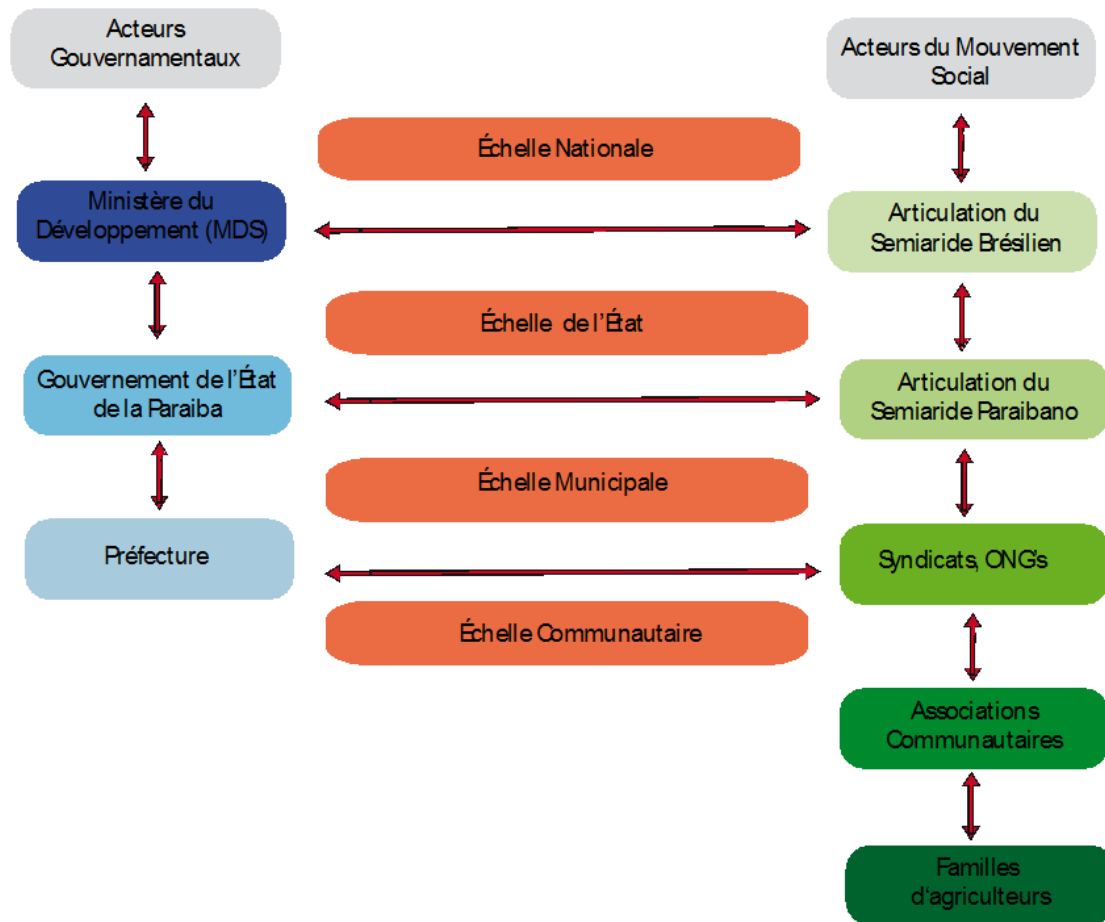 Acteurs
Gouvernamentaux
Acteurs du Mouvement
Social
Échelle Nationale
Ministère du
Développement (MDS)
Articulation du
Semiaride Brésilien
Échelle de l'État
Gouvernement de l'État
de la Paraiba
Articulation du
Semiaride Paraibano
Échelle Municipale
Préfecture
Syndicats, ONG's
Échelle Communautaire
Associations
Communautaires
Familles
d'agriculteurs